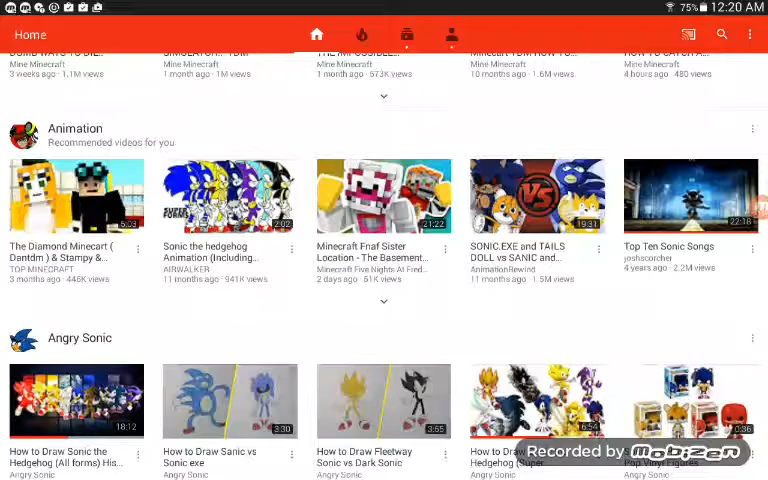 75% 12:20 AM
Home
Mine Minecraft
3 weeks ago · 1.1M views
Mine Minecraft
1 month ago · 1M views
Mine Minecraft
1 month ago · 573K views
Mine Minecraft
10 months ago · 1.6M views
Mine Minecraft
4 hours ago · 480 views
Animation
Recommended videos for you
5:03
SUPER FORMS
2:02
21:22
VS
19:31
22:18
The Diamond Minecart (
Dantdm ) & Stampy &...
TOP MINECRAFT
3 months ago · 446K views
Sonic the hedgehog
Animation (Including...
AIRWALKER
11 months ago · 941K views
Minecraft Fnaf Sister
Location - The Basement...
Minecraft Five Nights At Fred...
2 days ago · 51K views
SONIC.EXE and TAILS
DOLL vs SANIC and...
AnimationRewind
11 months ago · 1.5M views
Top Ten Sonic Songs
joshscorcher
4 years ago · 2.2M views
Angry Sonic
18:12
3:30
3:55
6:54
0:36
How to Draw Sonic the
Hedgehog (All forms) His...
Angry Sonic
How to Draw Sanic vs
Sonic exe
Angry Sonic
How to Draw Fleetway
Sonic vs Dark Sonic
Angry Sonic
How to Draw
Hedgehog (Super
Angry Sonic
Pop Vinyl Figures
Angry Sonic
Recorded by Mobizen